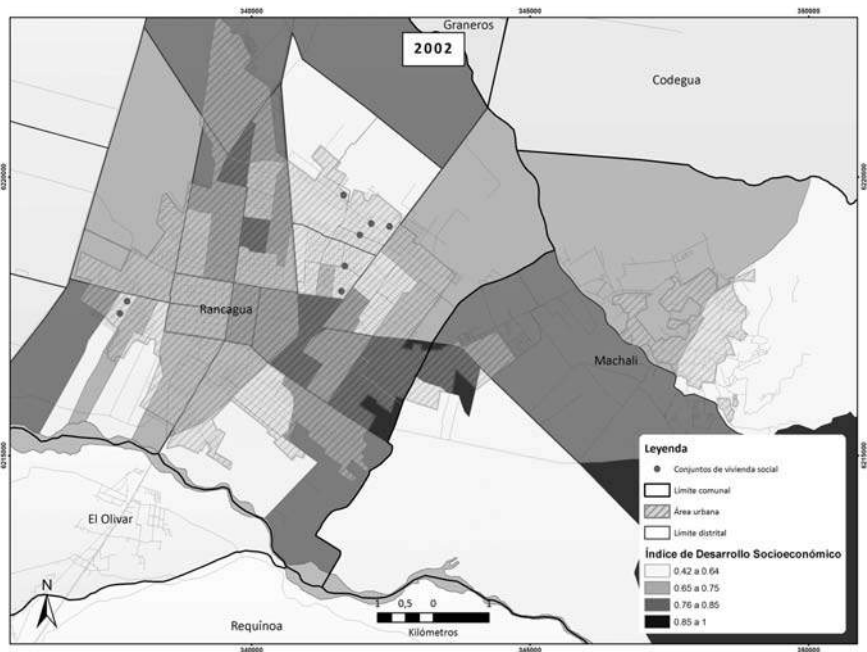 340000
345000
350000
Graneros
2002
Codegua
6220000
6220000
Rancagua
Machali
6215000
6215000
El Olivar
Requínoa
N
1 0,5 0 1
Kilómetros
Leyenda
Conjuntos de vivienda social
Límite comunal
Área urbana
Límite distrital
Índice de Desarrollo Socioeconómico
0.42 a 0.64
0.65 a 0.75
0.76 a 0.85
0.85 a 1
340000
345000
350000